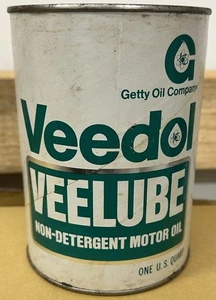 G
Getty Oil Company
Veedol
VEELUBE
NON-DETERGENT MOTOR OIL
ONE U.S. QUART